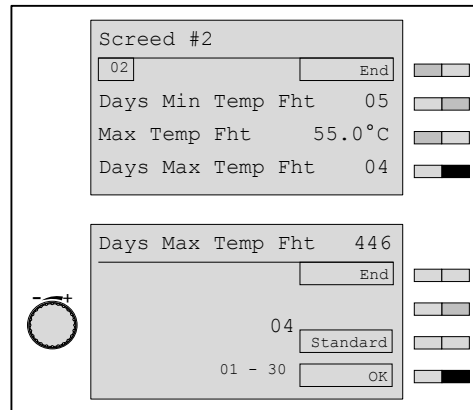 Screed #2
02 End
Days Min Temp Fht 05
Max Temp Fht 55.0°C
Days Max Temp Fht 04
Days Max Temp Fht 446
End
- +
04
Standard
01 - 30 OK